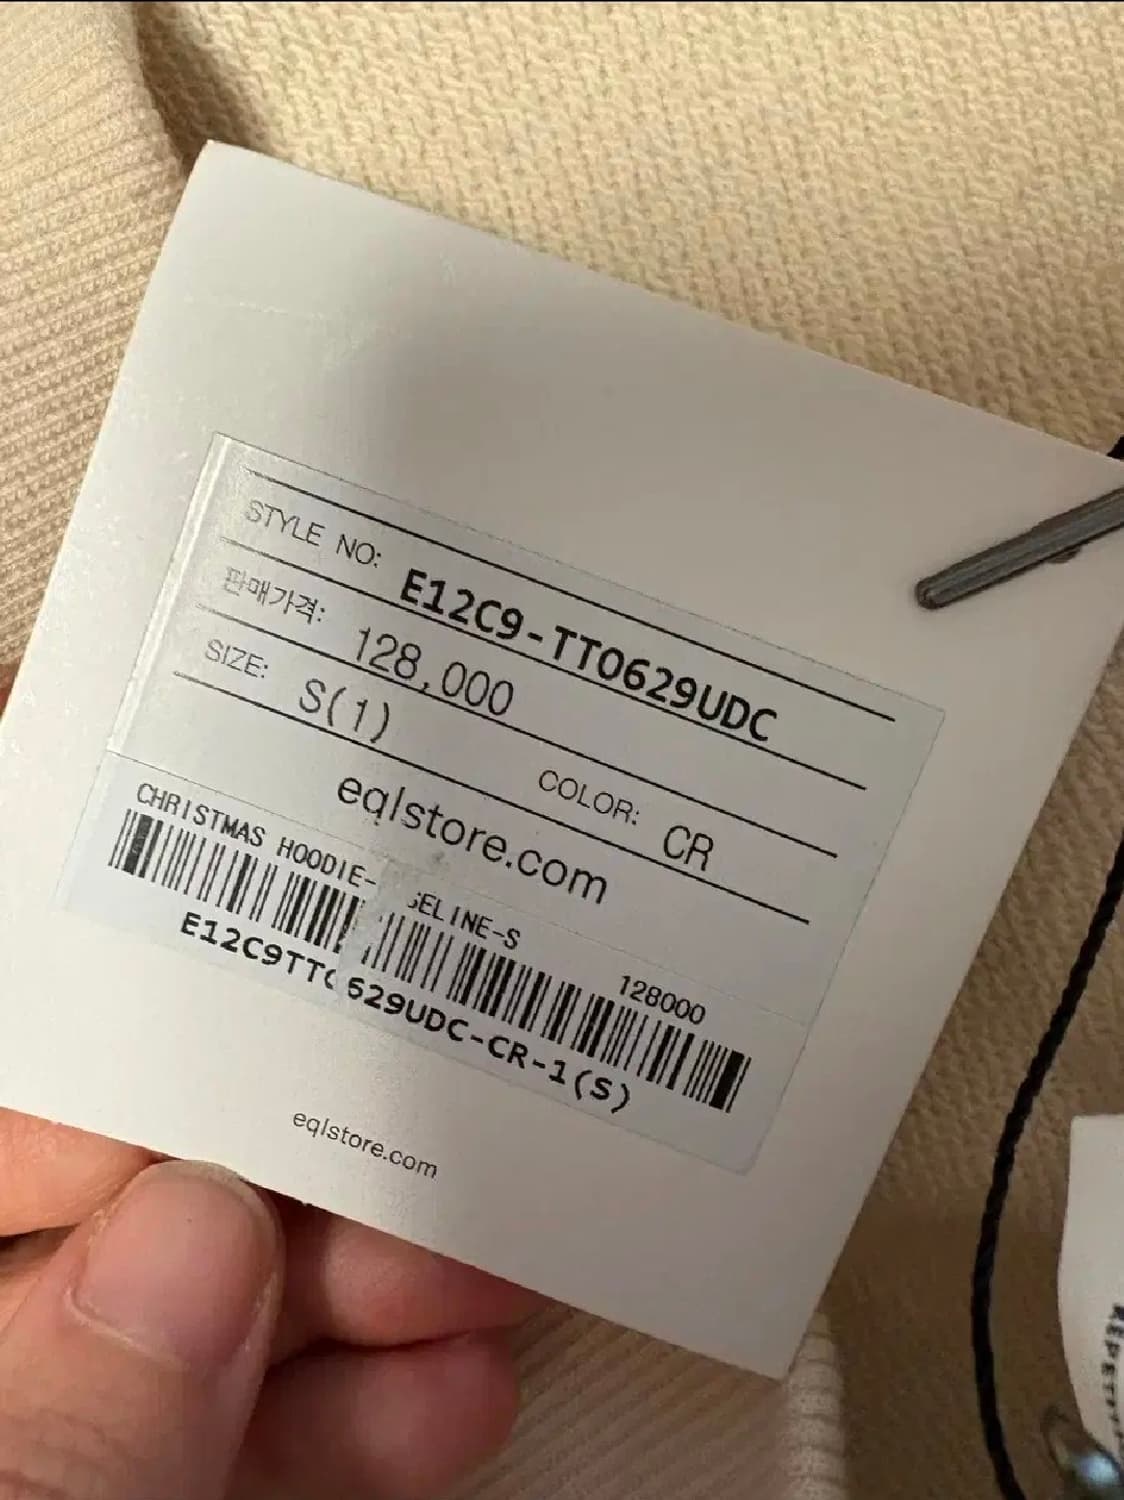 STYLE NO: E12C9-TTO629UDC
판매가격: 128,000
SIZE: S(1) COLOR: CR
eqlstore.com
CHRISTMAS HOODIE- ELINE-S 128000
E12C9TT 629UDC-CR-1(S)
eqlstore.com